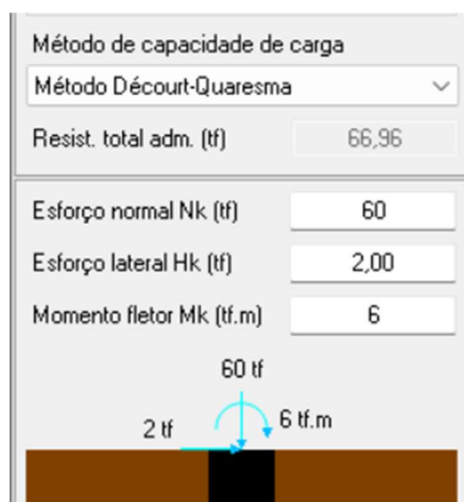 Método de capacidade de carga
Método Décourt-Quaresma
Resist. total adm. (tf) 66,96
Esforço normal Nk (tf) 60
Esforço lateral Hk (tf) 2,00
Momento fletor Mk (tf.m) 6
60 tf
2 tf 6 tf.m